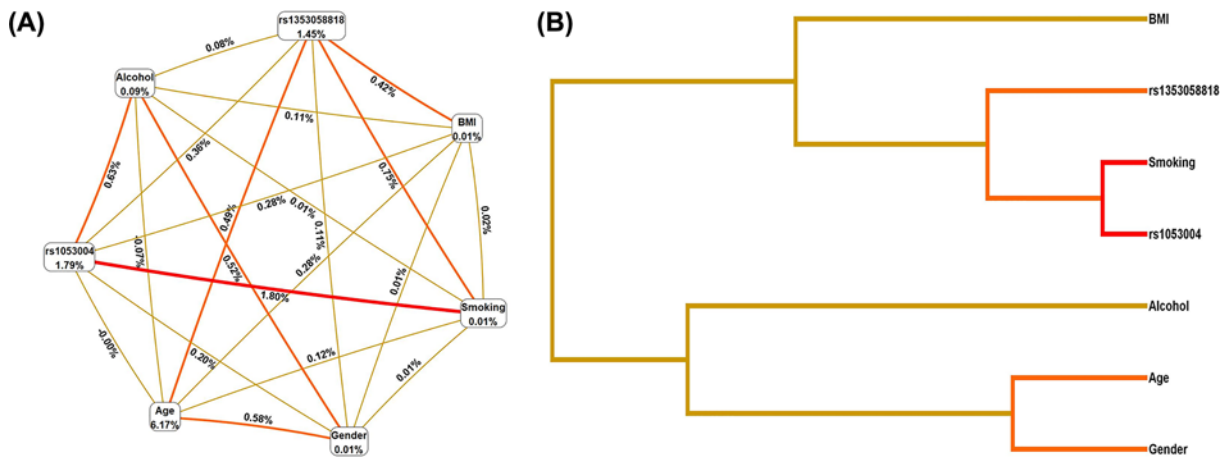 (A)
rs1353058818
1.45%
0.08%
Alcohol
0.09%
0.42%
BMI
0.01%
0.11%
0.36%
0.75%
0.63%
0.28%
0.01%
0.49%
0.11%
0.02%
rs1053004
1.79%
-0.07%
0.52%
0.28%
0.01%
1.80%
Smoking
0.01%
-0.00%
0.20%
0.12%
0.01%
Age
6.17%
0.58%
Gender
0.01%
(B)
BMI
rs1353058818
Smoking
rs1053004
Alcohol
Age
Gender